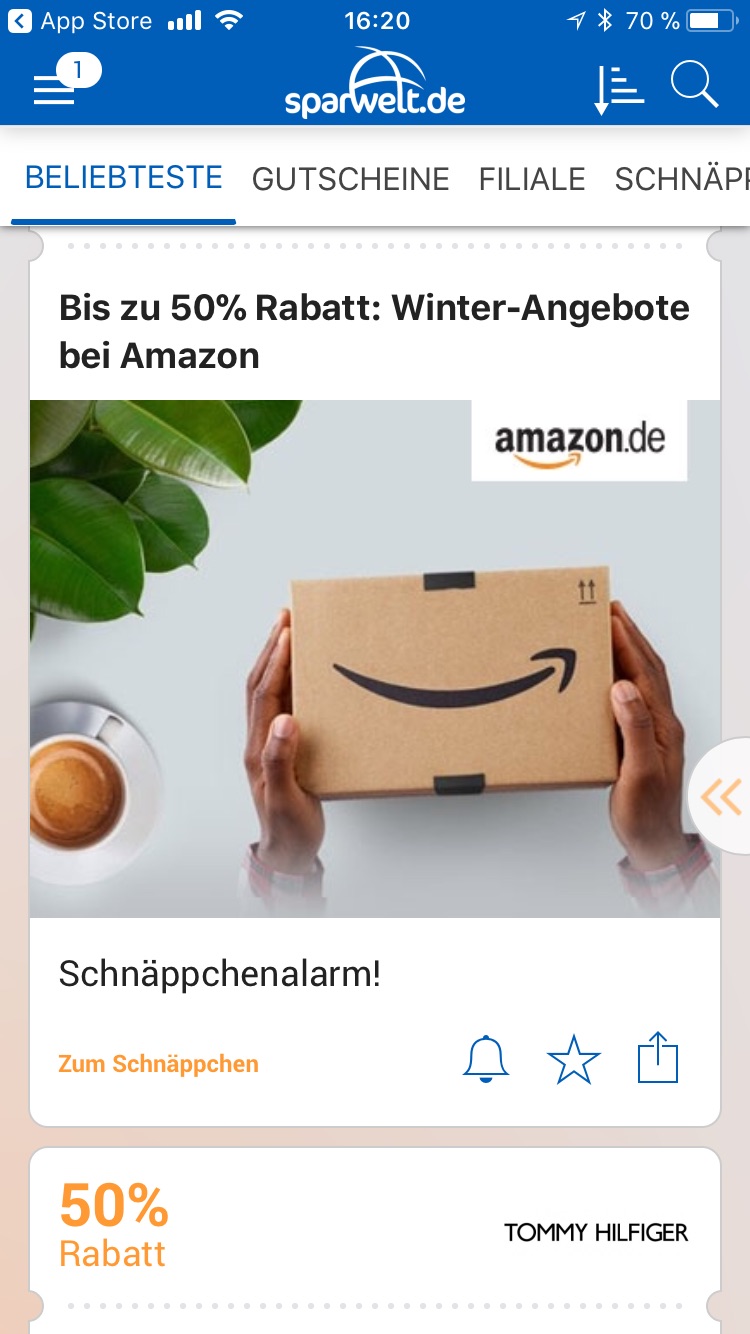 App Store 16:20 70 %
1
sparwelt.de
BELIEBTESTE GUTSCHEINE FILIALE SCHNÄPP
Bis zu 50% Rabatt: Winter-Angebote
bei Amazon
amazon.de
Schnäppchenalarm!
Zum Schnäppchen
50%
Rabatt
TOMMY HILFIGER